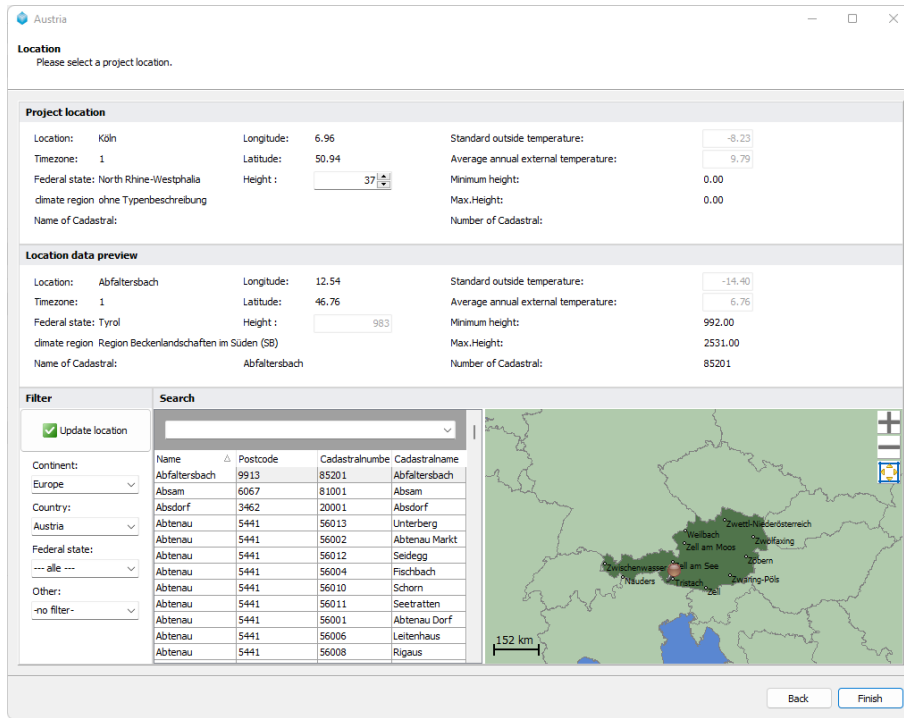 Austria
Location
Please select a project location.
Project location
Location: Köln Longitude: 6.96 Standard outside temperature: -8.23
Timezone: 1 Latitude: 50.94 Average annual external temperature: 9.79
Federal state: North Rhine-Westphalia Height : 37 Minimum height: 0.00
climate region ohne Typenbeschreibung Max.Height: 0.00
Name of Cadastral: Number of Cadastral:
Location data preview
Location: Abfaltersbach Longitude: 12.54 Standard outside temperature: -14.40
Timezone: 1 Latitude: 46.76 Average annual external temperature: 6.76
Federal state: Tyrol Height : 983 Minimum height: 992.00
climate region Region Beckenlandschaften im Süden (SB) Max.Height: 2531.00
Name of Cadastral: Abfaltersbach Number of Cadastral: 85201
Filter Search
Update location
Continent:
Europe
Country:
Austria
Federal state:
--- alle ---
Other:
-no filter-
Name Postcode Cadastralnumbe Cadastralname
Abfaltersbach 9913 85201 Abfaltersbach
Absam 6067 81001 Absam
Absdorf 3462 20001 Absdorf
Abtenau 5441 56013 Unterberg
Abtenau 5441 56002 Abtenau Markt
Abtenau 5441 56012 Seidegg
Abtenau 5441 56004 Fischbach
Abtenau 5441 56010 Schorn
Abtenau 5441 56011 Seetratten
Abtenau 5441 56001 Abtenau Dorf
Abtenau 5441 56006 Leitenhaus
Abtenau 5441 56008 Rigaus
Zwettl-Niederösterreich
Weilbach
Zwölfaxing
Zell am Moos
Zöbern
Zwischenwasser
Zell am See
Nauders
Tristach
Zwaring-Pöls
Zell
152 km
Back Finish